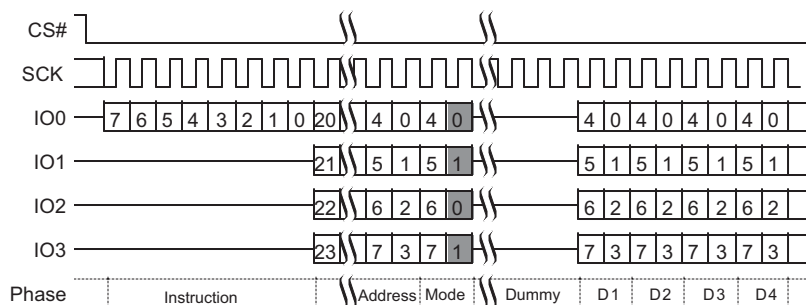 CS#
SCK
IO0 7 6 5 4 3 2 1 0 20 4 0 4 0 4 0 4 0 4 0 4 0
IO1 21 5 1 5 1 5 1 5 1 5 1 5 1
IO2 22 6 2 6 0 6 2 6 2 6 2 6 2
IO3 23 7 3 7 1 7 3 7 3 7 3 7 3
Phase Instruction Address Mode Dummy D1 D2 D3 D4